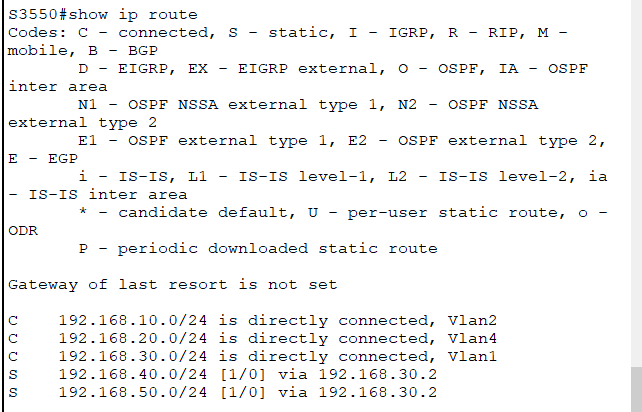 S3550#show ip route
Codes: C - connected, S - static, I - IGRP, R - RIP, M -
mobile, B - BGP
       D - EIGRP, EX - EIGRP external, O - OSPF, IA - OSPF
inter area
       N1 - OSPF NSSA external type 1, N2 - OSPF NSSA
external type 2
       E1 - OSPF external type 1, E2 - OSPF external type 2,
E - EGP
       i - IS-IS, L1 - IS-IS level-1, L2 - IS-IS level-2, ia
- IS-IS inter area
       * - candidate default, U - per-user static route, o -
ODR
       P - periodic downloaded static route

Gateway of last resort is not set

C    192.168.10.0/24 is directly connected, Vlan2
C    192.168.20.0/24 is directly connected, Vlan4
C    192.168.30.0/24 is directly connected, Vlan1
S    192.168.40.0/24 [1/0] via 192.168.30.2
S    192.168.50.0/24 [1/0] via 192.168.30.2